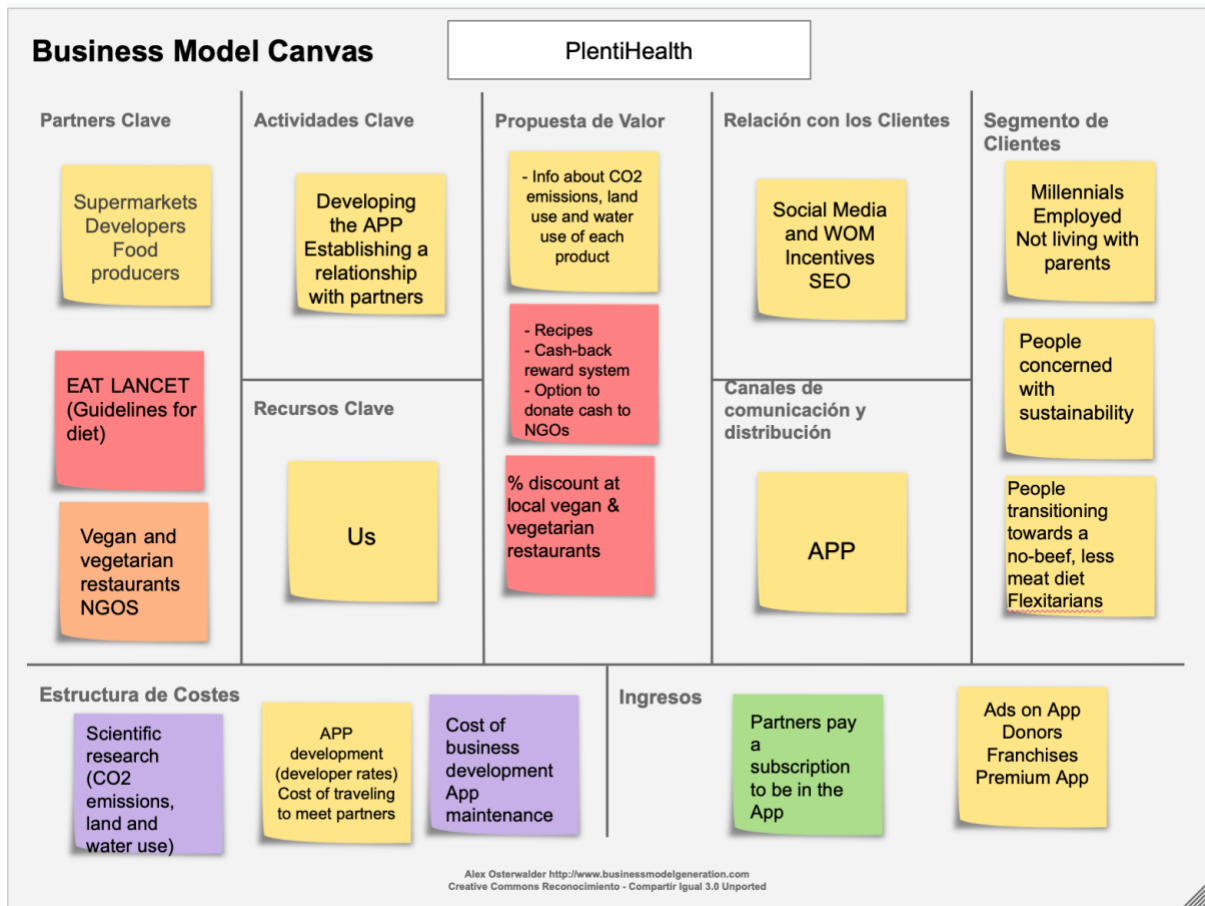 Business Model Canvas
PlentiHealth
Partners Clave
Supermarkets
Developers
Food
producers
EAT LANCET
(Guidelines for
diet)
Vegan and
vegetarian
restaurants
NGOS
Actividades Clave
Developing
the APP
Establishing a
relationship
with partners
Recursos Clave
Us
Propuesta de Valor
- Info about CO2
emissions, land
use and water
use of each
product
- Recipes
- Cash-back
reward system
- Option to
donate cash to
NGOs
% discount at
local vegan &
vegetarian
restaurants
Relación con los Clientes
Social Media
and WOM
Incentives
SEO
Canales de
comunicación y
distribución
APP
Segmento de
Clientes
Millennials
Employed
Not living with
parents
People
concerned
with
sustainability
People
transitioning
towards a
no-beef, less
meat diet
Flexitarians
Estructura de Costes
Scientific
research
(CO2
emissions,
land and
water use)
APP
development
(developer rates)
Cost of traveling
to meet partners
Cost of
business
development
App
maintenance
Ingresos
Partners pay
a
subscription
to be in the
App
Ads on App
Donors
Franchises
Premium App
Alex Osterwalder http://www.businessmodelgeneration.com
Creative Commons Reconocimiento - Compartir Igual 3.0 Unported